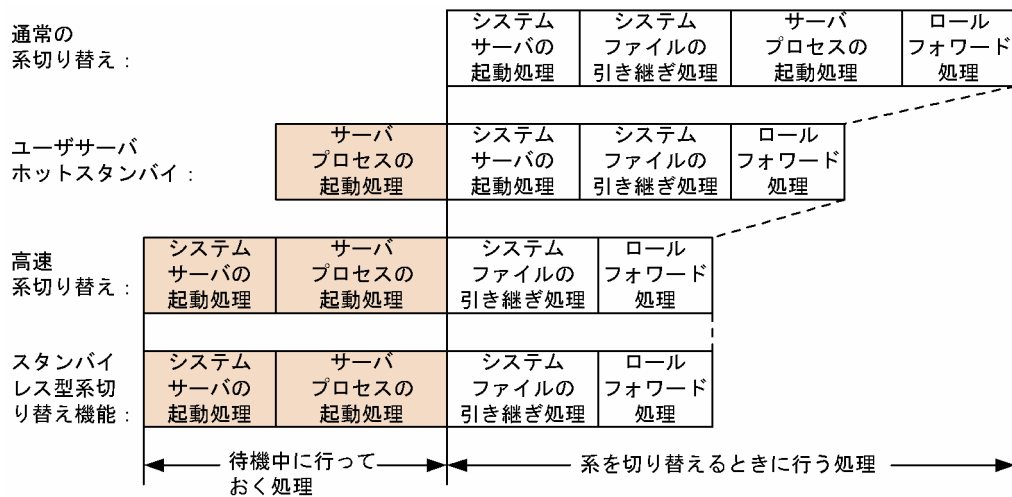 通常の
系切り替え：
システム
サーバの
起動処理
システム
ファイルの
引き継ぎ処理
サーバ
プロセスの
起動処理
ロール
フォワード
処理
ユーザサーバ
ホットスタンバイ：
サーバ
プロセスの
起動処理
システム
サーバの
起動処理
システム
ファイルの
引き継ぎ処理
ロール
フォワード
処理
高速
系切り替え：
システム
サーバの
起動処理
サーバ
プロセスの
起動処理
システム
ファイルの
引き継ぎ処理
ロール
フォワード
処理
スタンバイ
レス型系切
り替え機能：
システム
サーバの
起動処理
サーバ
プロセスの
起動処理
システム
ファイルの
引き継ぎ処理
ロール
フォワード
処理
待機中に行って
おく処理
系を切り替えるときに行う処理